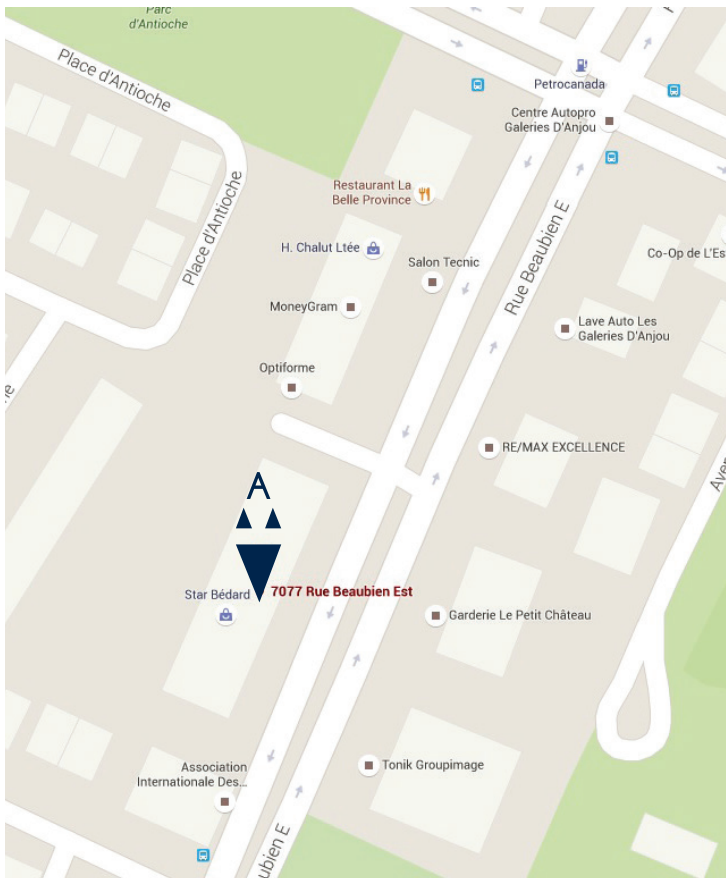 Parc
d'Antioche
Place d'Antioche
Petrocanada
Centre Autopro
Galeries D'Anjou
Restaurant La
Belle Province
Place d'Antioche
Rue Beaubien E
H. Chalut Ltée
Salon Tecnic
Co-Op de L'Es
MoneyGram
Lave Auto Les
Galeries D'Anjou
Optiforme
RE/MAX EXCELLENCE
Aven
A
7077 Rue Beaubien Est
Star Bédard
Garderie Le Petit Château
Association
Internationale Des...
Tonik Groupimage
ubien E